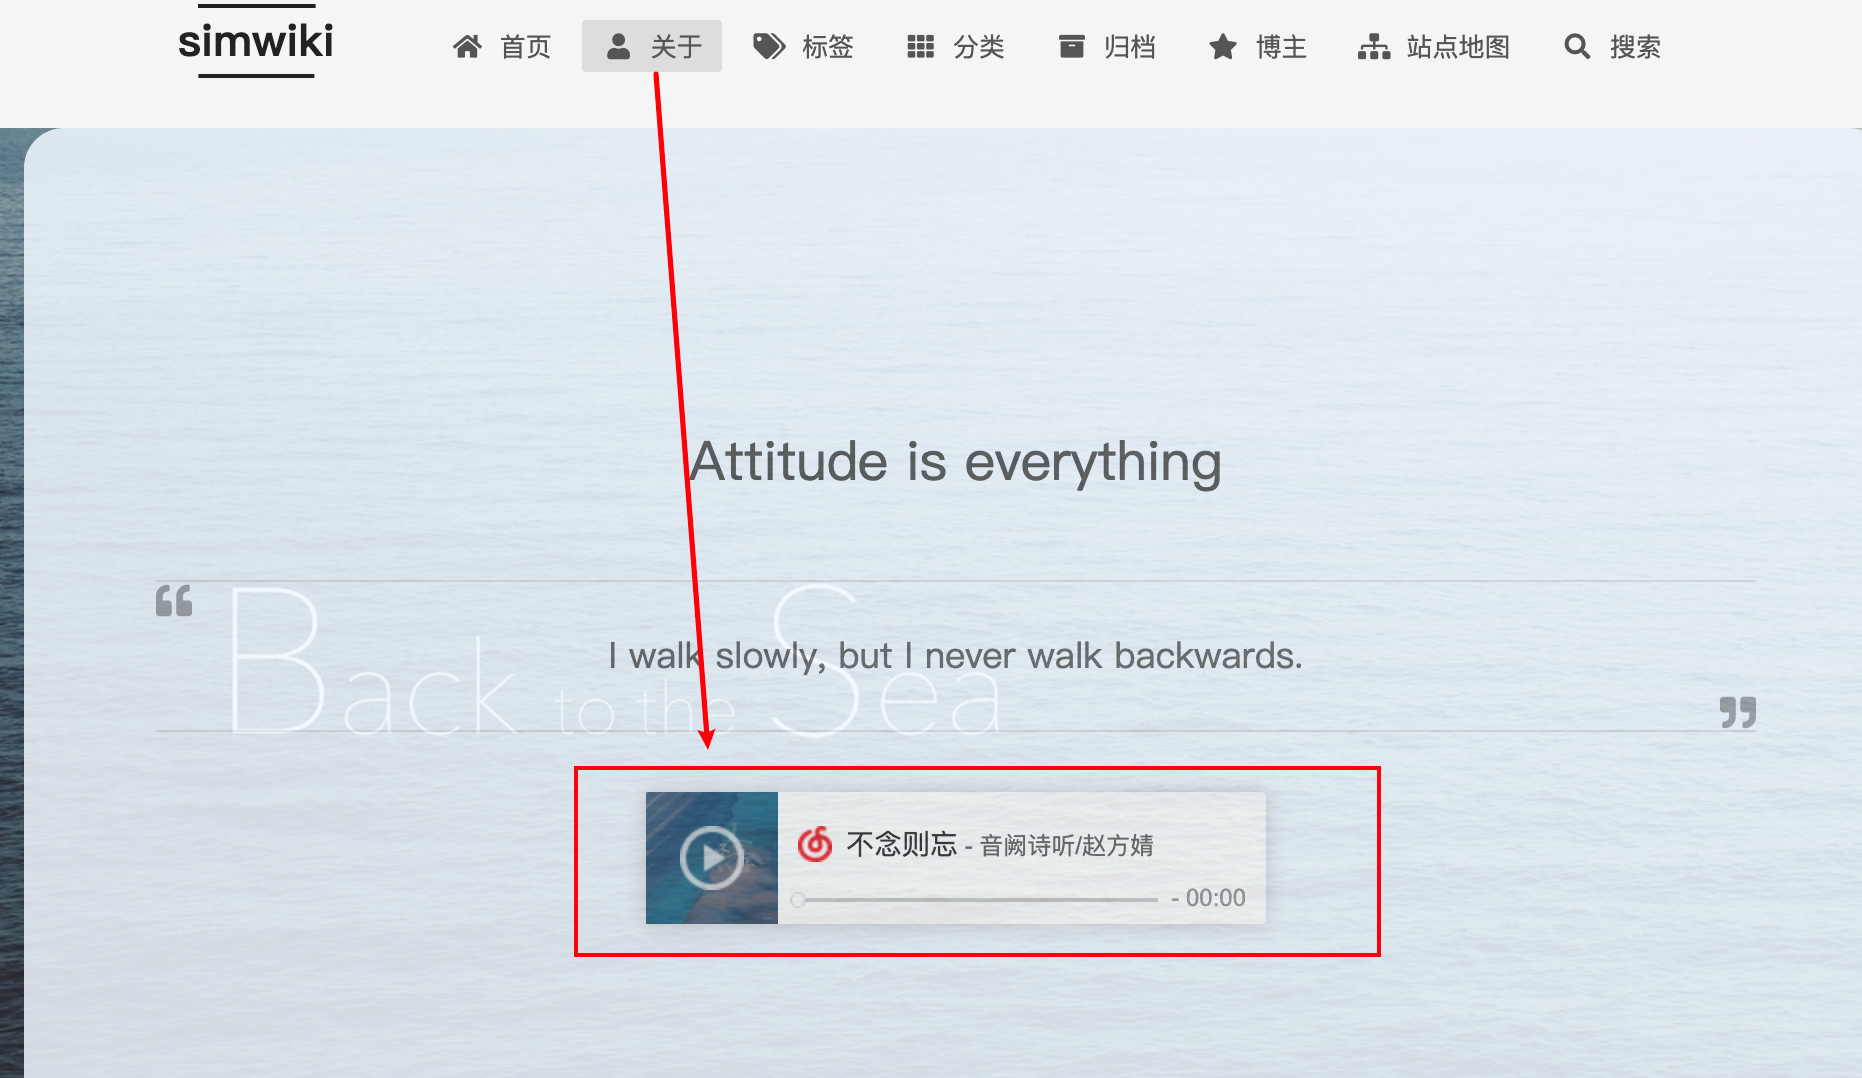 simwiki
首页 关于 标签 分类 归档 博主 站点地图 搜索
Attitude is everything
“
I walk slowly, but I never walk backwards.
Back to the Sea
”
不念则忘 - 音阙诗听/赵方婧
- 00:00